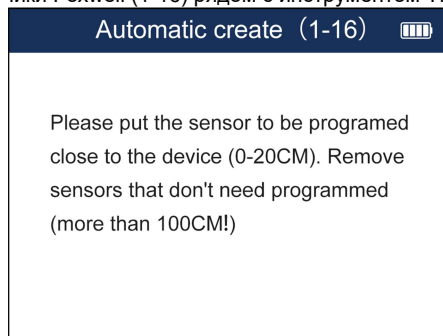 Automatic create (1-16)
Please put the sensor to be programed
close to the device (0-20CM). Remove
sensors that don't need programmed
(more than 100CM!)